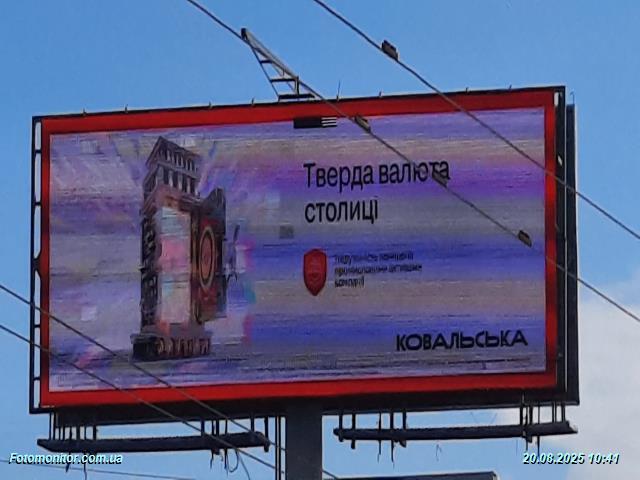 Тверда валюта
столиці
КОВАЛЬСЬКА
Fotomonitor.com.ua
20.08.2025 10:41